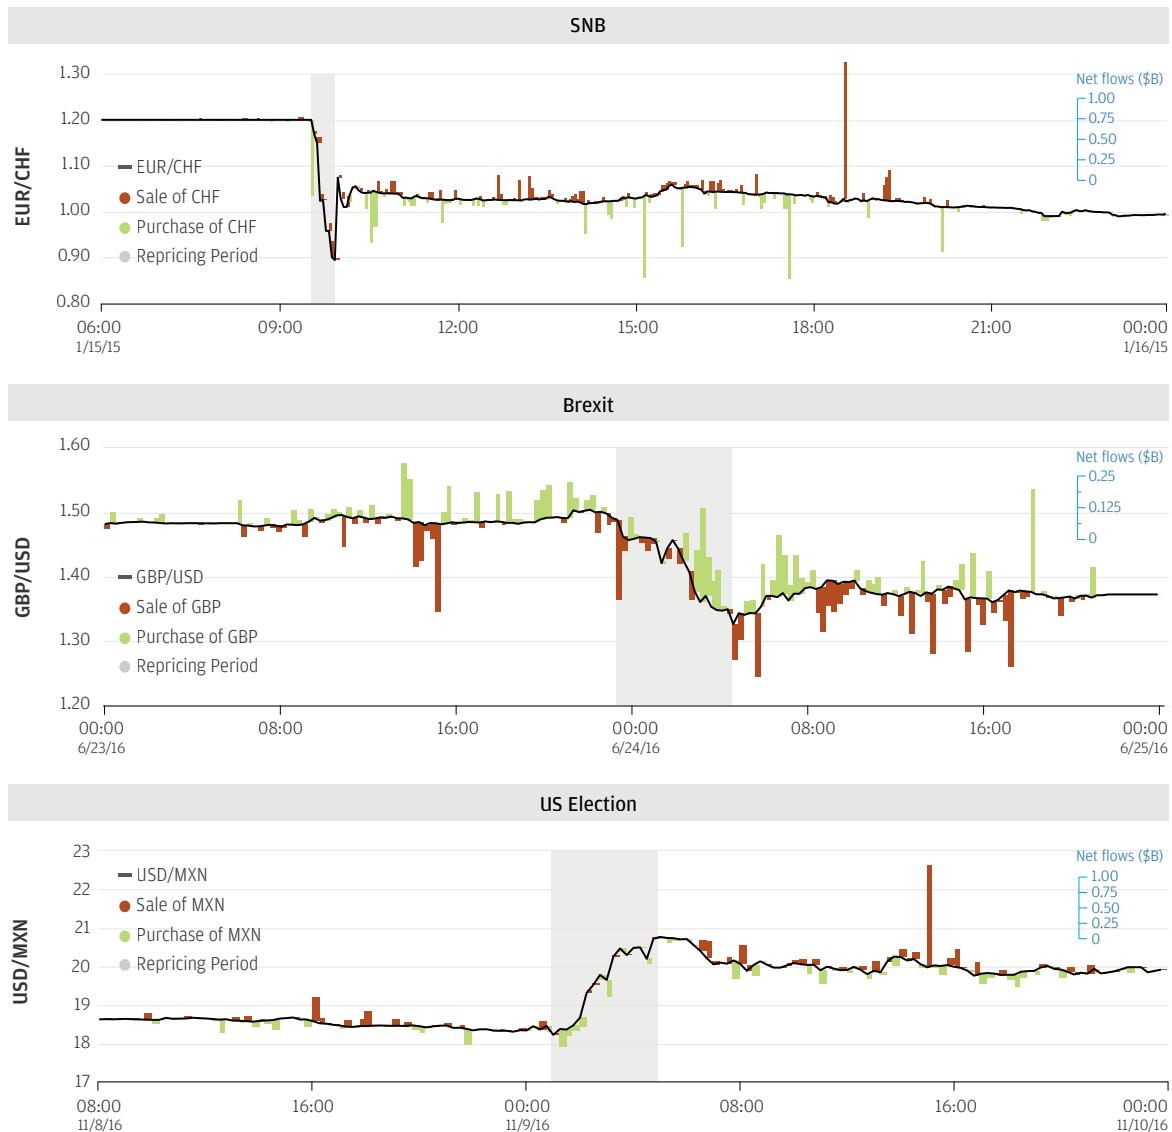 SNB
EUR/CHF
1.30
1.20
1.10
1.00
0.90
0.80
EUR/CHF
Sale of CHF
Purchase of CHF
Repricing Period
Net flows ($B)
1.00
0.75
0.50
0.25
0
06:00 09:00 12:00 15:00 18:00 21:00 00:00
1/15/15 1/16/15
Brexit
GBP/USD
1.60
1.50
1.40
1.30
1.20
GBP/USD
Sale of GBP
Purchase of GBP
Repricing Period
Net flows ($B)
0.25
0.125
0
00:00 08:00 16:00 00:00 08:00 16:00 00:00
6/23/16 6/24/16 6/25/16
US Election
USD/MXN
23
22
21
20
19
18
17
USD/MXN
Sale of MXN
Purchase of MXN
Repricing Period
Net flows ($B)
1.00
0.75
0.50
0.25
0
08:00 16:00 00:00 08:00 16:00 00:00
11/8/16 11/9/16 11/10/16